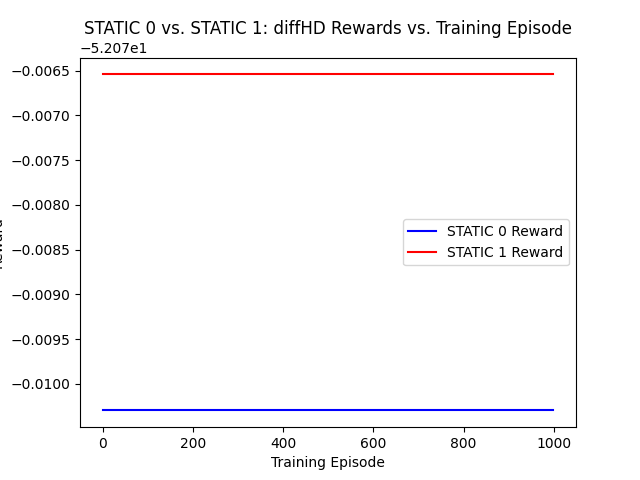 STATIC 0 vs. STATIC 1: diffHD Rewards vs. Training Episode
−5.207e1
−0.0065
−0.0070
−0.0075
−0.0080
−0.0085
−0.0090
−0.0095
−0.0100
STATIC 0 Reward
STATIC 1 Reward
0 200 400 600 800 1000
Training Episode